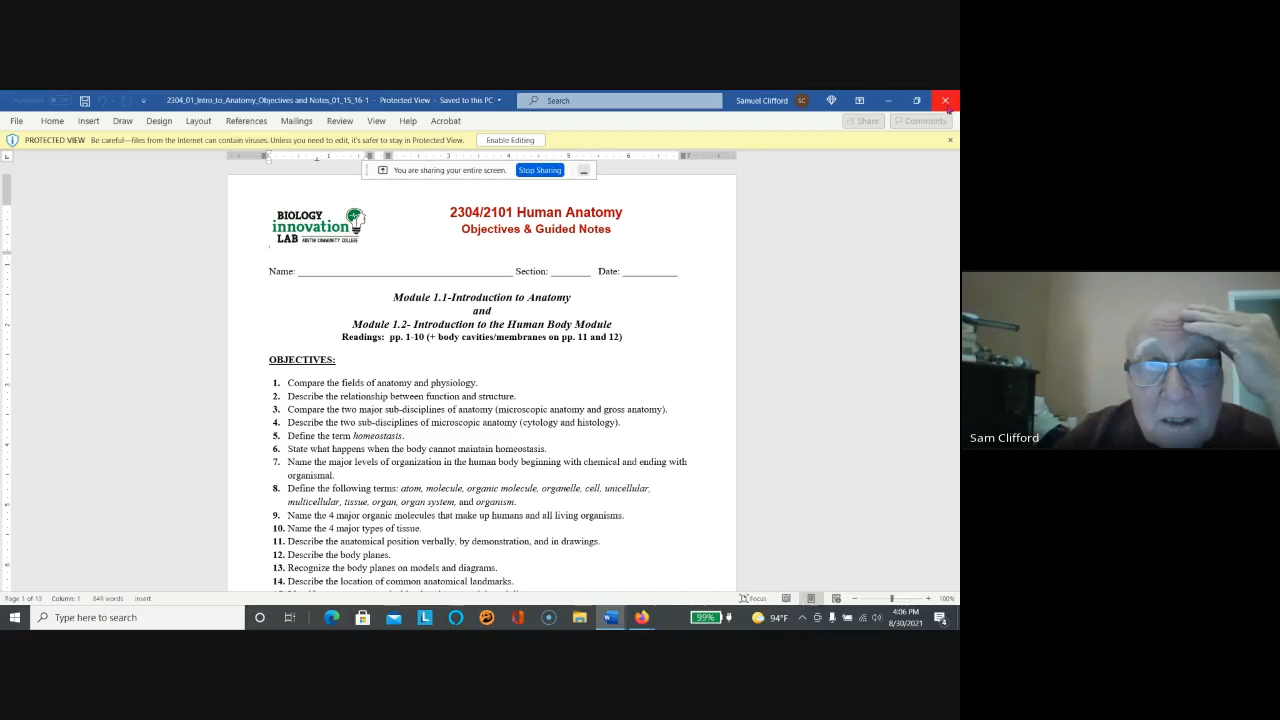 2304_01_Intro_to_Anatomy_Objectives and Notes_01_15_16-1 - Protected View - Saved to this PC
Search
Samuel Clifford
SC
File Home Insert Draw Design Layout References Mailings Review View Help Acrobat
Share
Comments
PROTECTED VIEW Be careful—files from the Internet can contain viruses. Unless you need to edit, it's safer to stay in Protected View.
Enable Editing
1 3 4 5 6 7
You are sharing your entire screen.
Stop Sharing
BIOLOGY
innovation
LAB AUSTIN COMMUNITY COLLEGE
2304/2101 Human Anatomy
Objectives & Guided Notes
Name: Section: Date:
Module 1.1-Introduction to Anatomy
and
Module 1.2- Introduction to the Human Body Module
Readings: pp. 1-10 (+ body cavities/membranes on pp. 11 and 12)
OBJECTIVES:
1. Compare the fields of anatomy and physiology.
2. Describe the relationship between function and structure.
3. Compare the two major sub-disciplines of anatomy (microscopic anatomy and gross anatomy).
4. Describe the two sub-disciplines of microscopic anatomy (cytology and histology).
5. Define the term homeostasis.
6. State what happens when the body cannot maintain homeostasis.
7. Name the major levels of organization in the human body beginning with chemical and ending with
organismal.
8. Define the following terms: atom, molecule, organic molecule, organelle, cell, unicellular,
multicellular, tissue, organ, organ system, and organism.
9. Name the 4 major organic molecules that make up humans and all living organisms.
10. Name the 4 major types of tissue.
11. Describe the anatomical position verbally, by demonstration, and in drawings.
12. Describe the body planes.
13. Recognize the body planes on models and diagrams.
14. Describe the location of common anatomical landmarks.
Sam Clifford
Page 1 of 13 Column: 1 849 words Insert
Focus
100%
Type here to search
99%
94°F
4:06 PM
8/30/2021
4